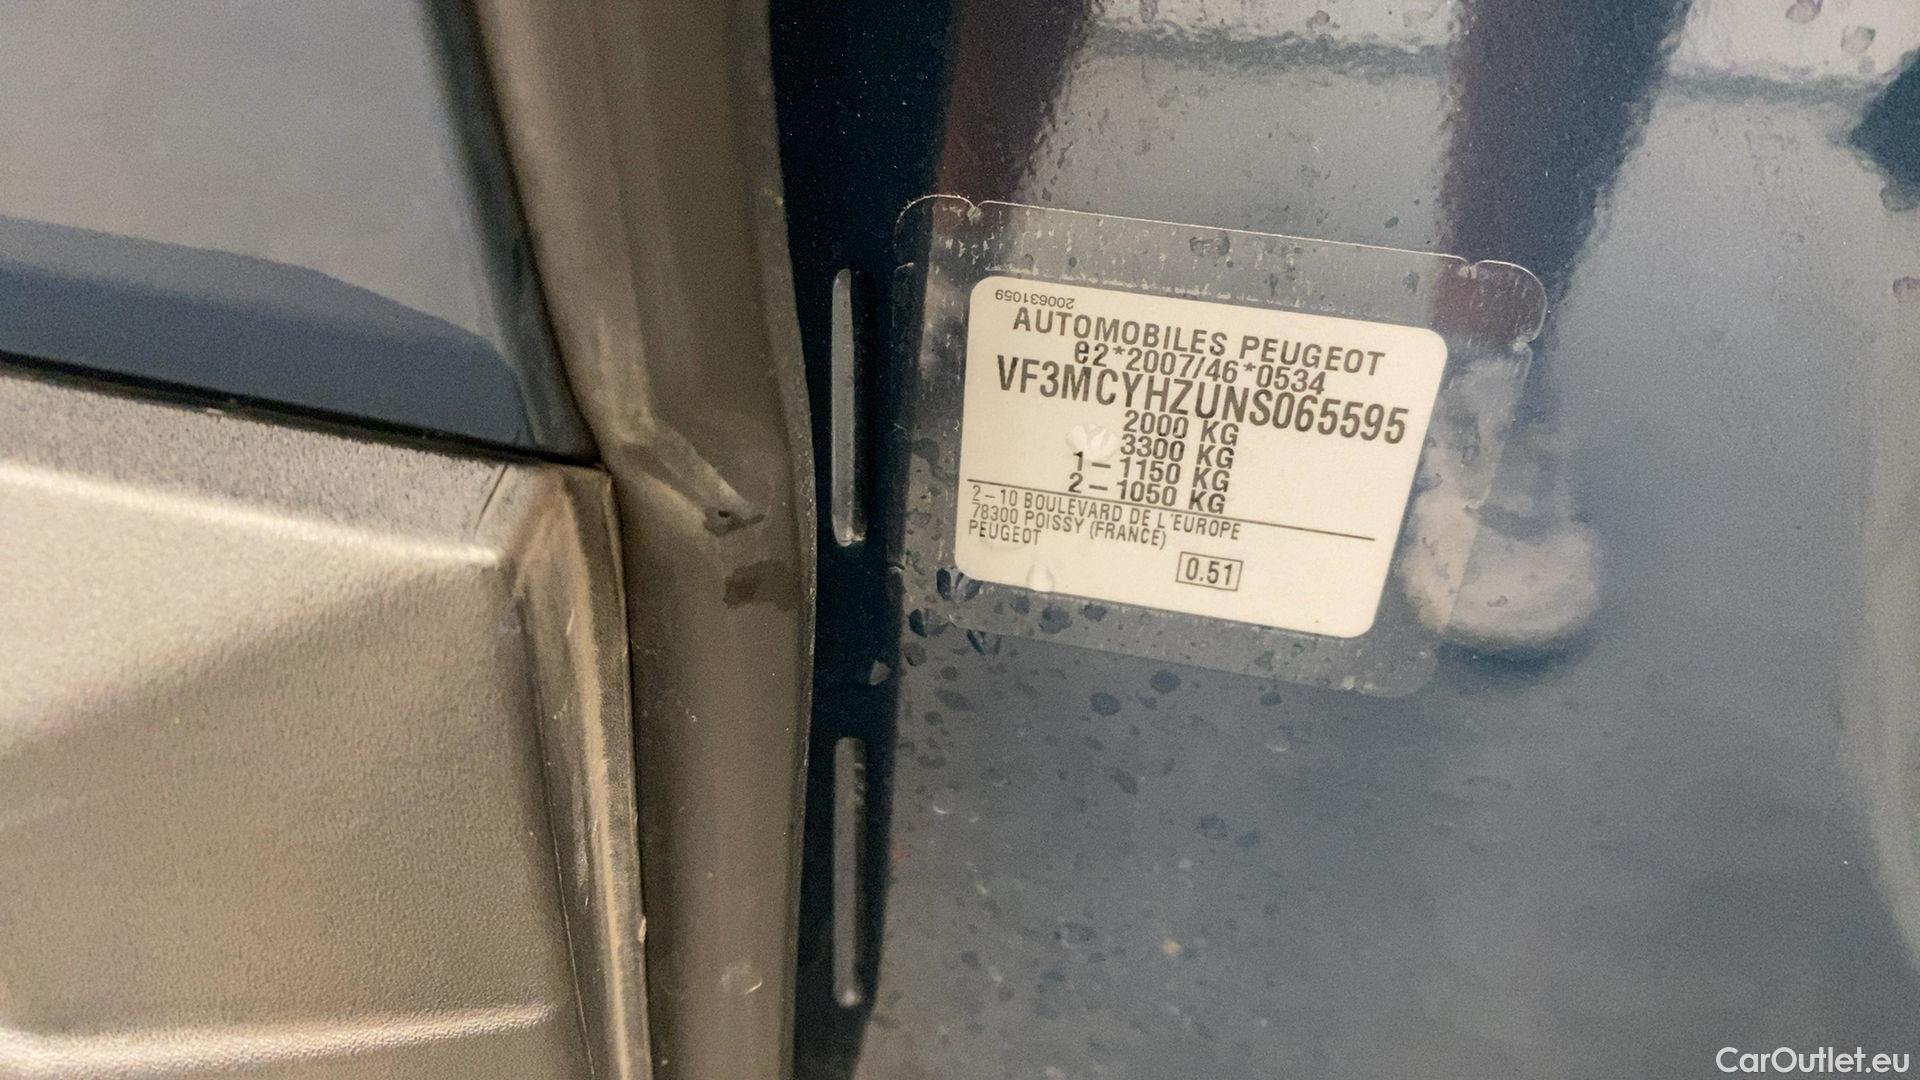 200631059
AUTOMOBILES PEUGEOT
e2*2007/46*0534
VF3MCYHZUNS065595
2000 KG
3300 KG
1 – 1150 KG
2 – 1050 KG
2 – 10 BOULEVARD DE L'EUROPE
78300 POISSY (FRANCE)
PEUGEOT
0.51
CarOutlet.eu